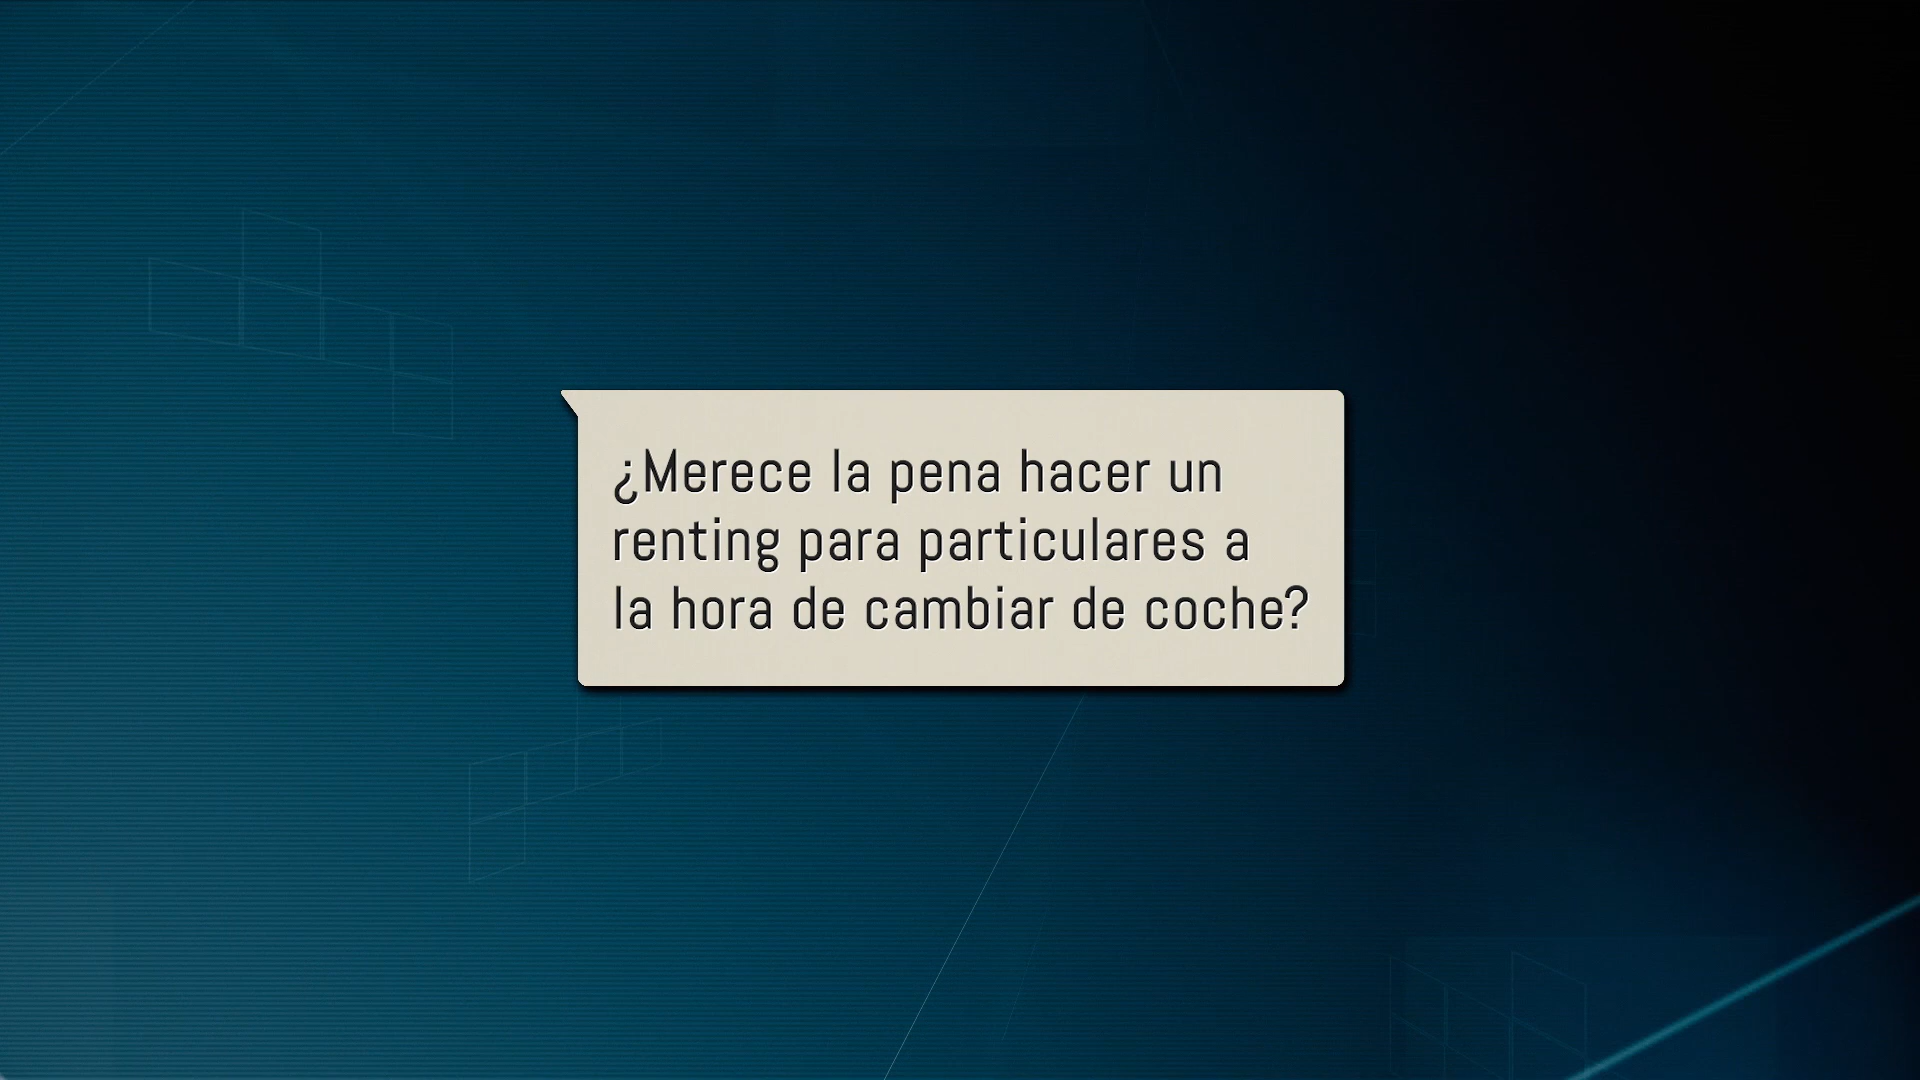 ¿Merece la pena hacer un
renting para particulares a
la hora de cambiar de coche?